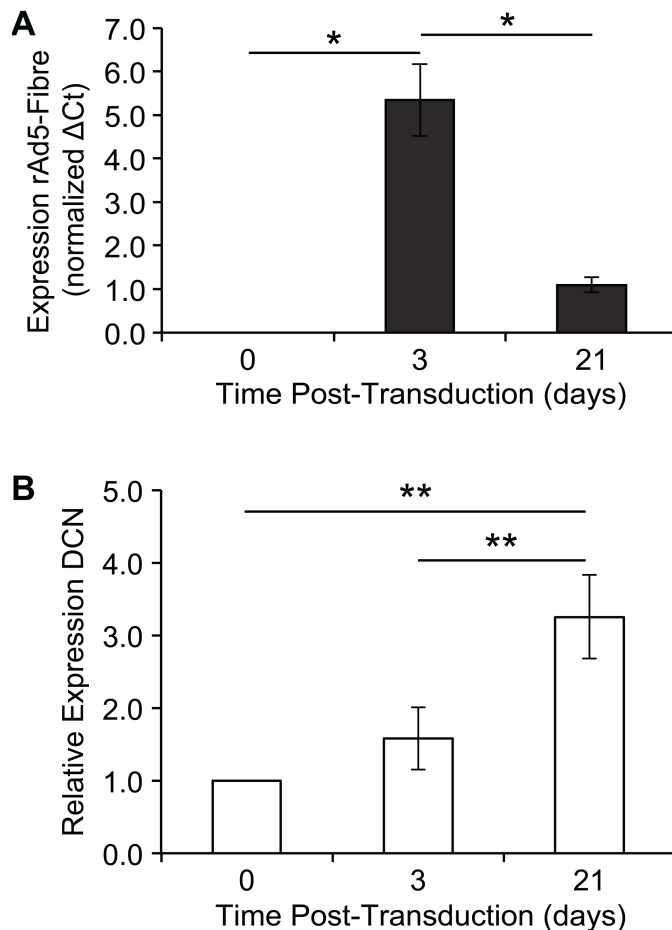 A
Expression rAd5-Fibre
(normalized ΔCt)
7.0
6.0
5.0
4.0
3.0
2.0
1.0
0.0
*
*
0 3 21
Time Post-Transduction (days)
B
Relative Expression DCN
5.0
4.0
3.0
2.0
1.0
0.0
**
**
0 3 21
Time Post-Transduction (days)